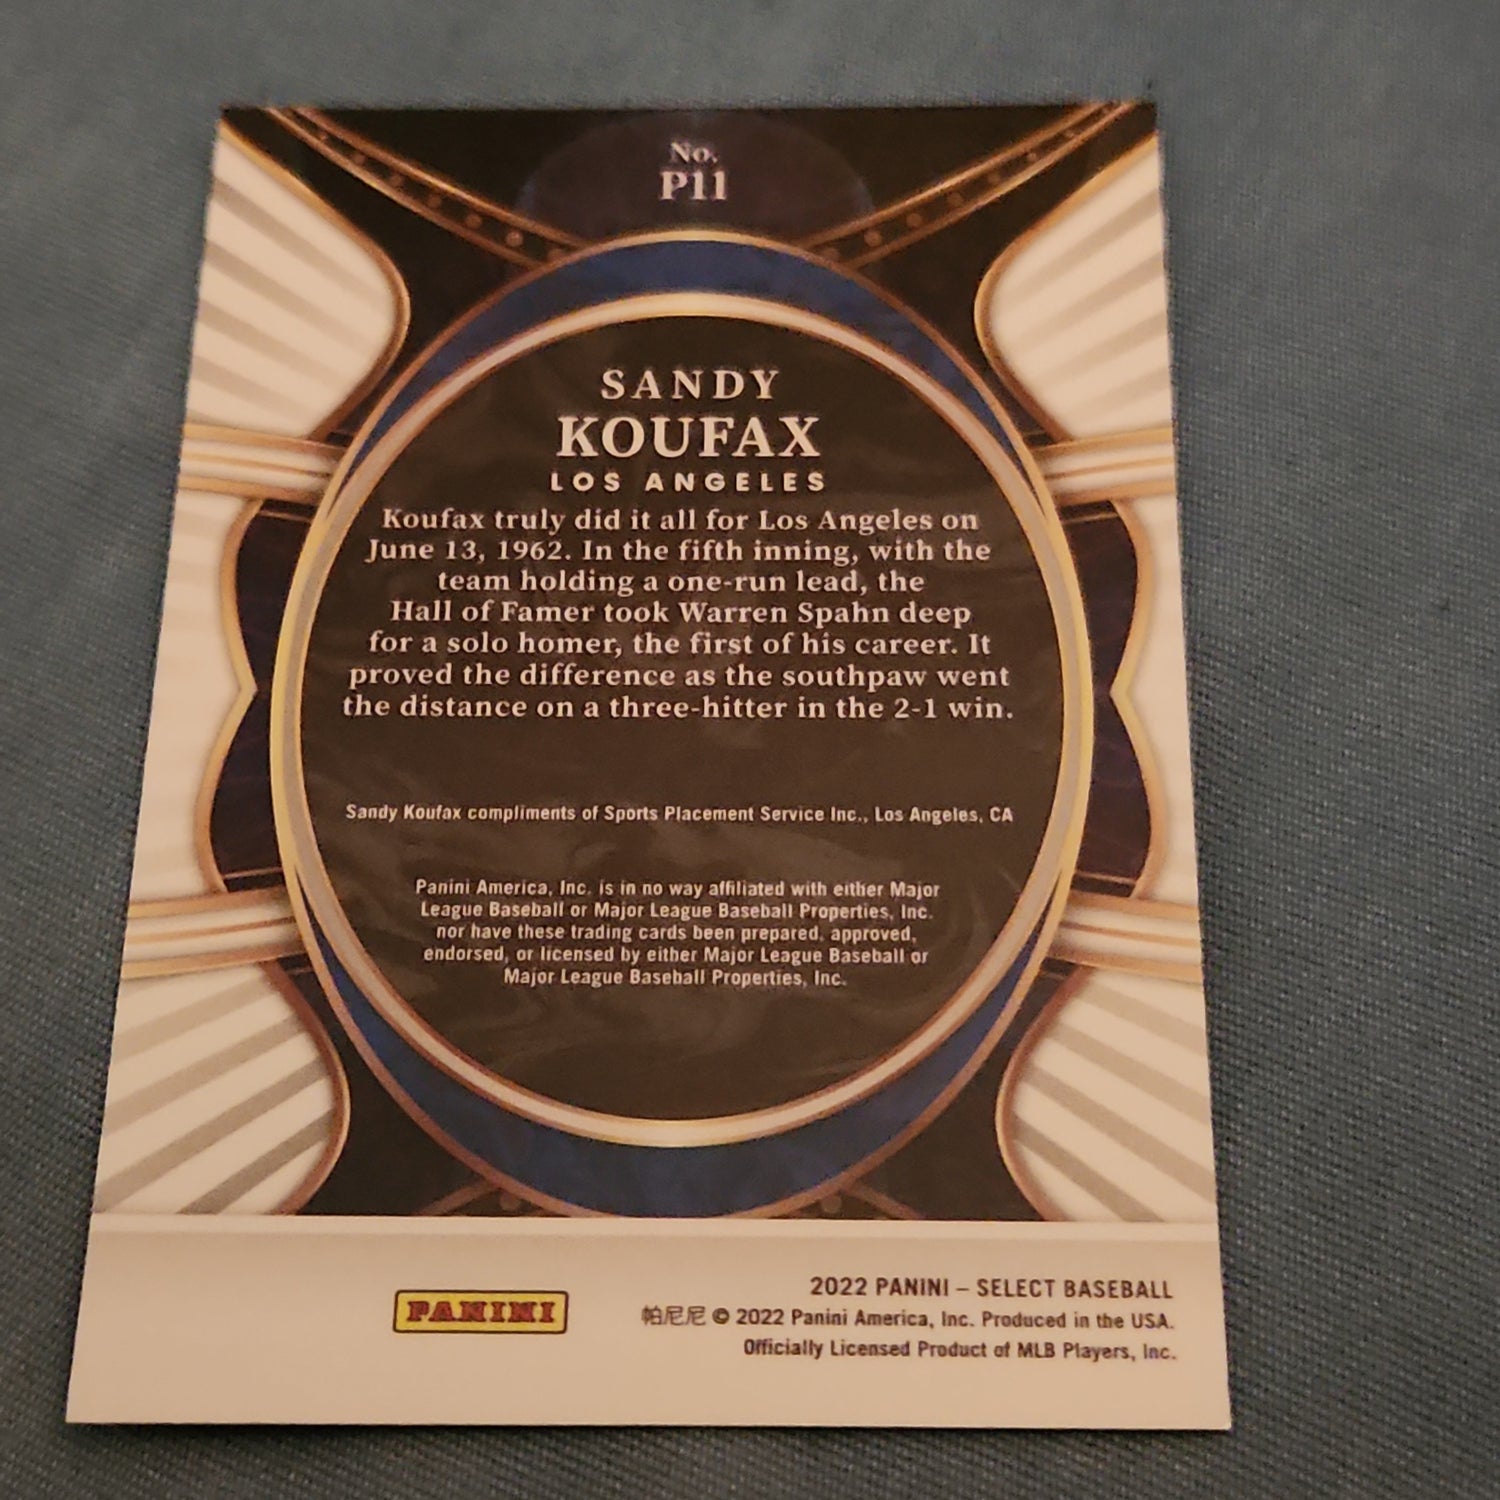 No.
P11
SANDY
KOUFAX
LOS ANGELES
Koufax truly did it all for Los Angeles on
June 13, 1962. In the fifth inning, with the
team holding a one-run lead, the
Hall of Famer took Warren Spahn deep
for a solo homer, the first of his career. It
proved the difference as the southpaw went
the distance on a three-hitter in the 2-1 win.
Sandy Koufax compliments of Sports Placement Service Inc., Los Angeles, CA
Panini America, Inc. is in no way affiliated with either Major
League Baseball or Major League Baseball Properties, Inc.
nor have these trading cards been prepared, approved,
endorsed, or licensed by either Major League Baseball or
Major League Baseball Properties, Inc.
PANINI
2022 PANINI – SELECT BASEBALL
帕尼尼 © 2022 Panini America, Inc. Produced in the USA.
Officially Licensed Product of MLB Players, Inc.